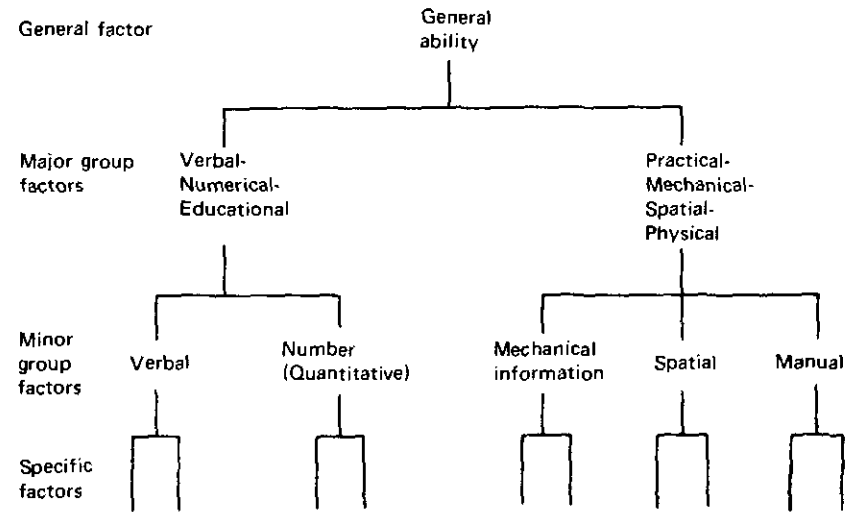 General factor
General
ability
Major group
factors
Verbal-
Numerical-
Educational
Practical-
Mechanical-
Spatial-
Physical
Minor
group
factors
Verbal
Number
(Quantitative)
Mechanical
information
Spatial
Manual
Specific
factors